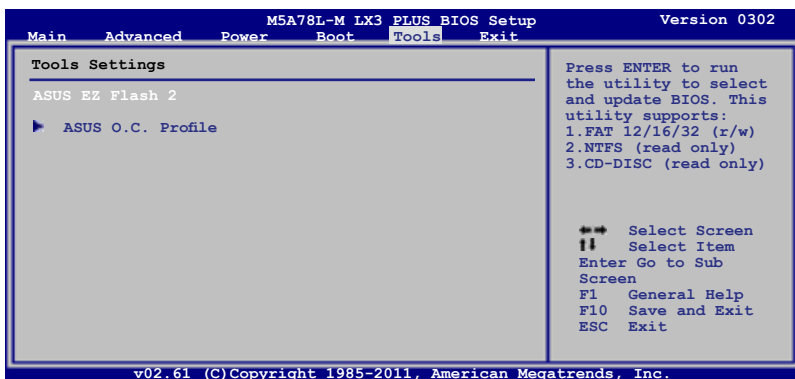 M5A78L-M LX3 PLUS BIOS Setup Version 0302
Main Advanced Power Boot Tools Exit
Tools Settings
ASUS EZ Flash 2
ASUS O.C. Profile
Press ENTER to run
the utility to select
and update BIOS. This
utility supports:
1.FAT 12/16/32 (r/w)
2.NTFS (read only)
3.CD-DISC (read only)
Select Screen
Select Item
Enter Go to Sub
Screen
F1 General Help
F10 Save and Exit
ESC Exit
v02.61 (C)Copyright 1985-2011, American Megatrends, Inc.